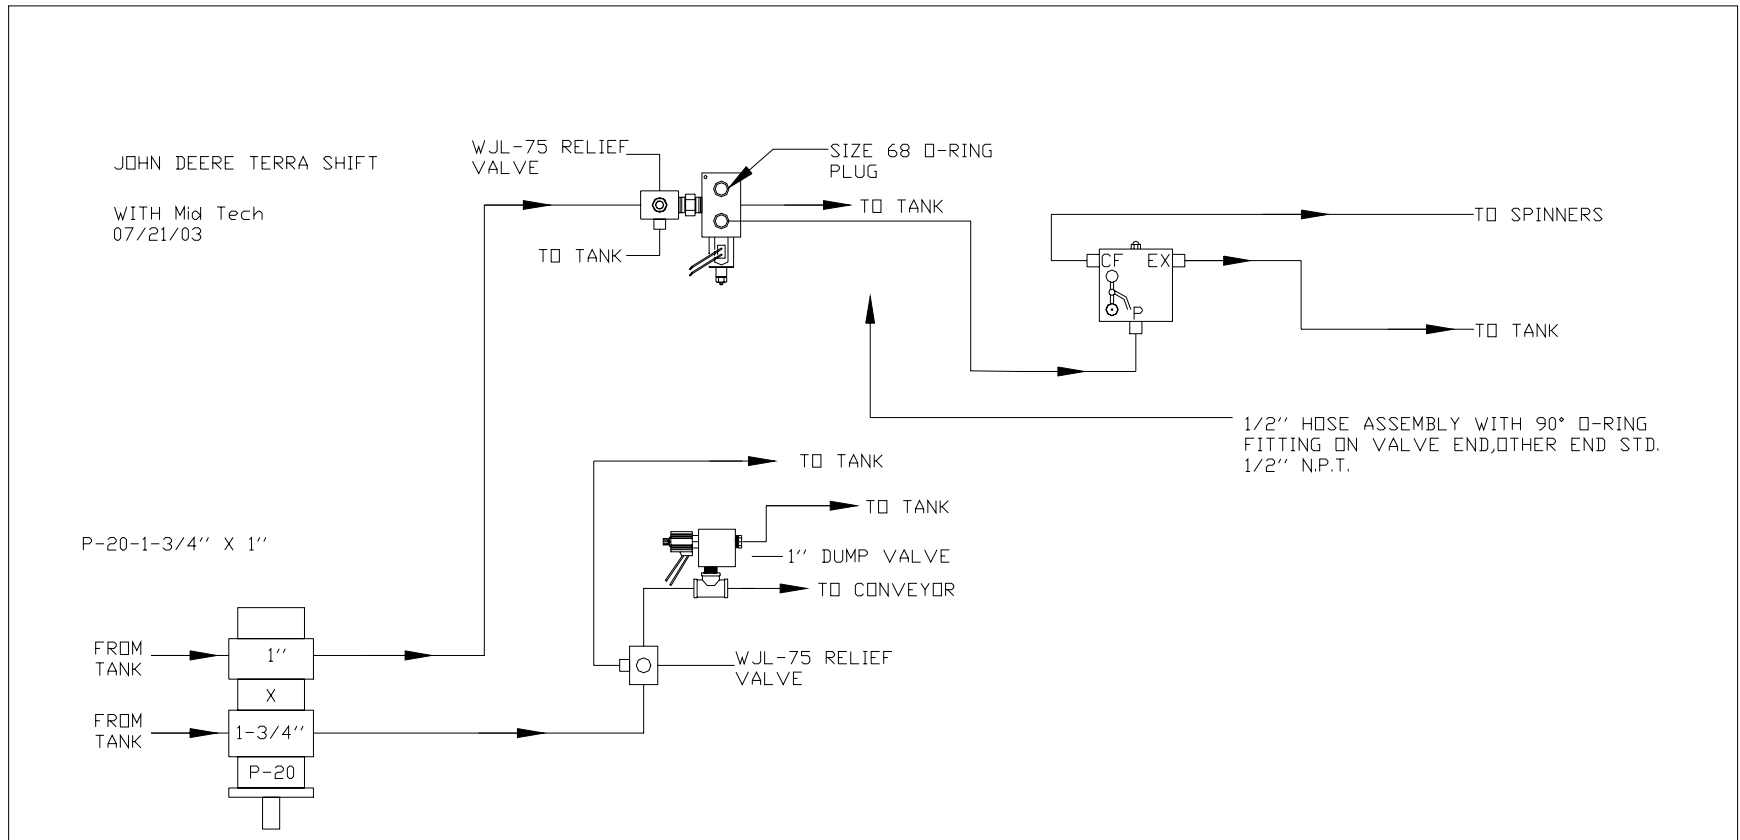 JOHN DEERE TERRA SHIFT
WITH Mid Tech
07/21/03
WJL-75 RELIEF
VALVE
SIZE 68 O-RING
PLUG
TO TANK
TO TANK
TO SPINNERS
CF EX
P
TO TANK
1/2'' HOSE ASSEMBLY WITH 90° O-RING
FITTING ON VALVE END,OTHER END STD.
1/2'' N.P.T.
TO TANK
TO TANK
1'' DUMP VALVE
TO CONVEYOR
WJL-75 RELIEF
VALVE
P-20-1-3/4'' X 1''
FROM
TANK
1''
X
FROM
TANK
1-3/4''
P-20